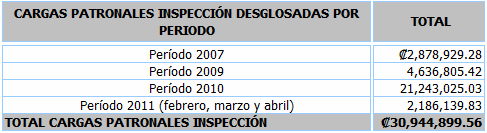 CARGAS PATRONALES INSPECCIÓN DESGLOSADAS POR PERIODO TOTAL
Período 2007 ₡2,878,929.28
Período 2009 4,636,805.42
Período 2010 21,243,025.03
Período 2011 (febrero, marzo y abril) 2,186,139.83
TOTAL CARGAS PATRONALES INSPECCIÓN ₡30,944,899.56